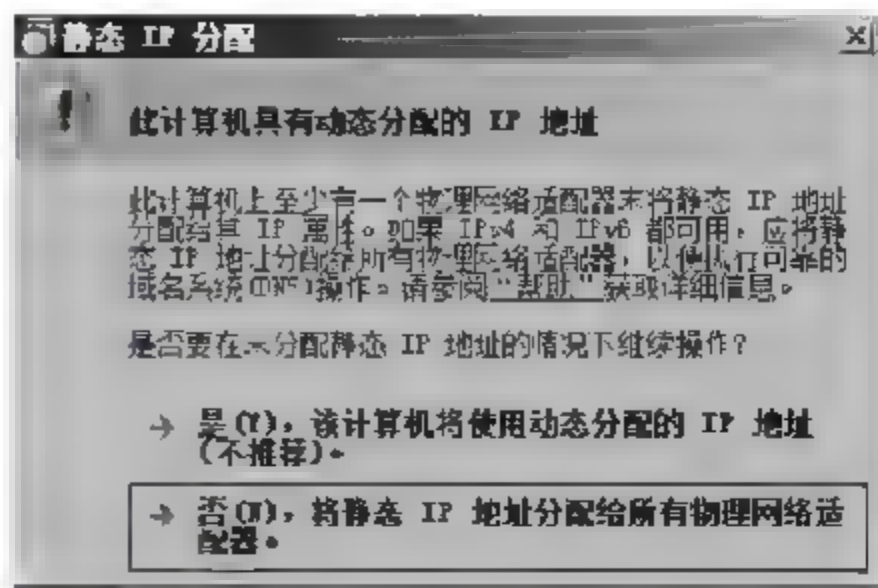 静态 IP 分配
此计算机具有动态分配的 IP 地址
此计算机上至少有一个物理网络适配器未将静态 IP 地址
分配给其 IP 属性。如果 IPv4 和 IPv6 都可用，应将静
态 IP 地址分配给所有物理网络适配器，以便执行可靠的
域名系统(DNS)操作。请参阅"帮助"获取详细信息。
是否要在未分配静态 IP 地址的情况下继续操作?
是(Y)，该计算机将使用动态分配的 IP 地址
(不推荐)。
否(N)，将静态 IP 地址分配给所有物理网络适
配器。